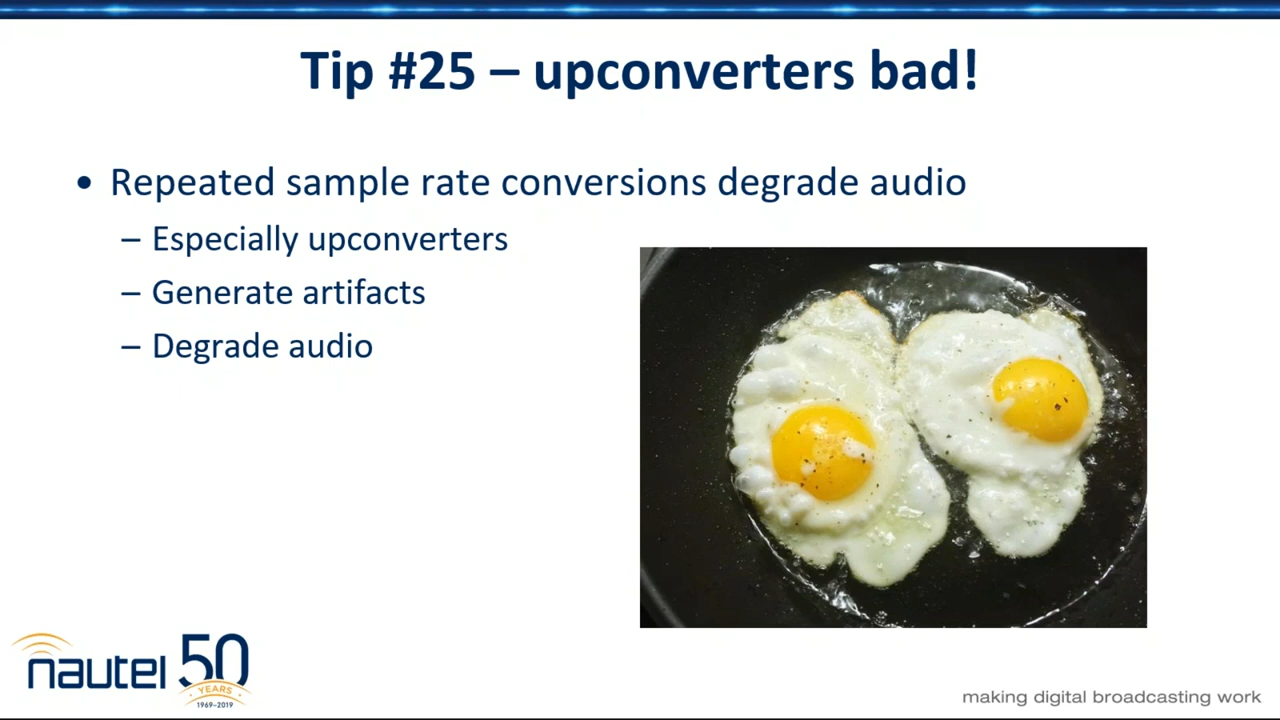 Tip #25 – upconverters bad!
• Repeated sample rate conversions degrade audio
– Especially upconverters
– Generate artifacts
– Degrade audio
nautel 50
YEARS
1969–2019
making digital broadcasting work